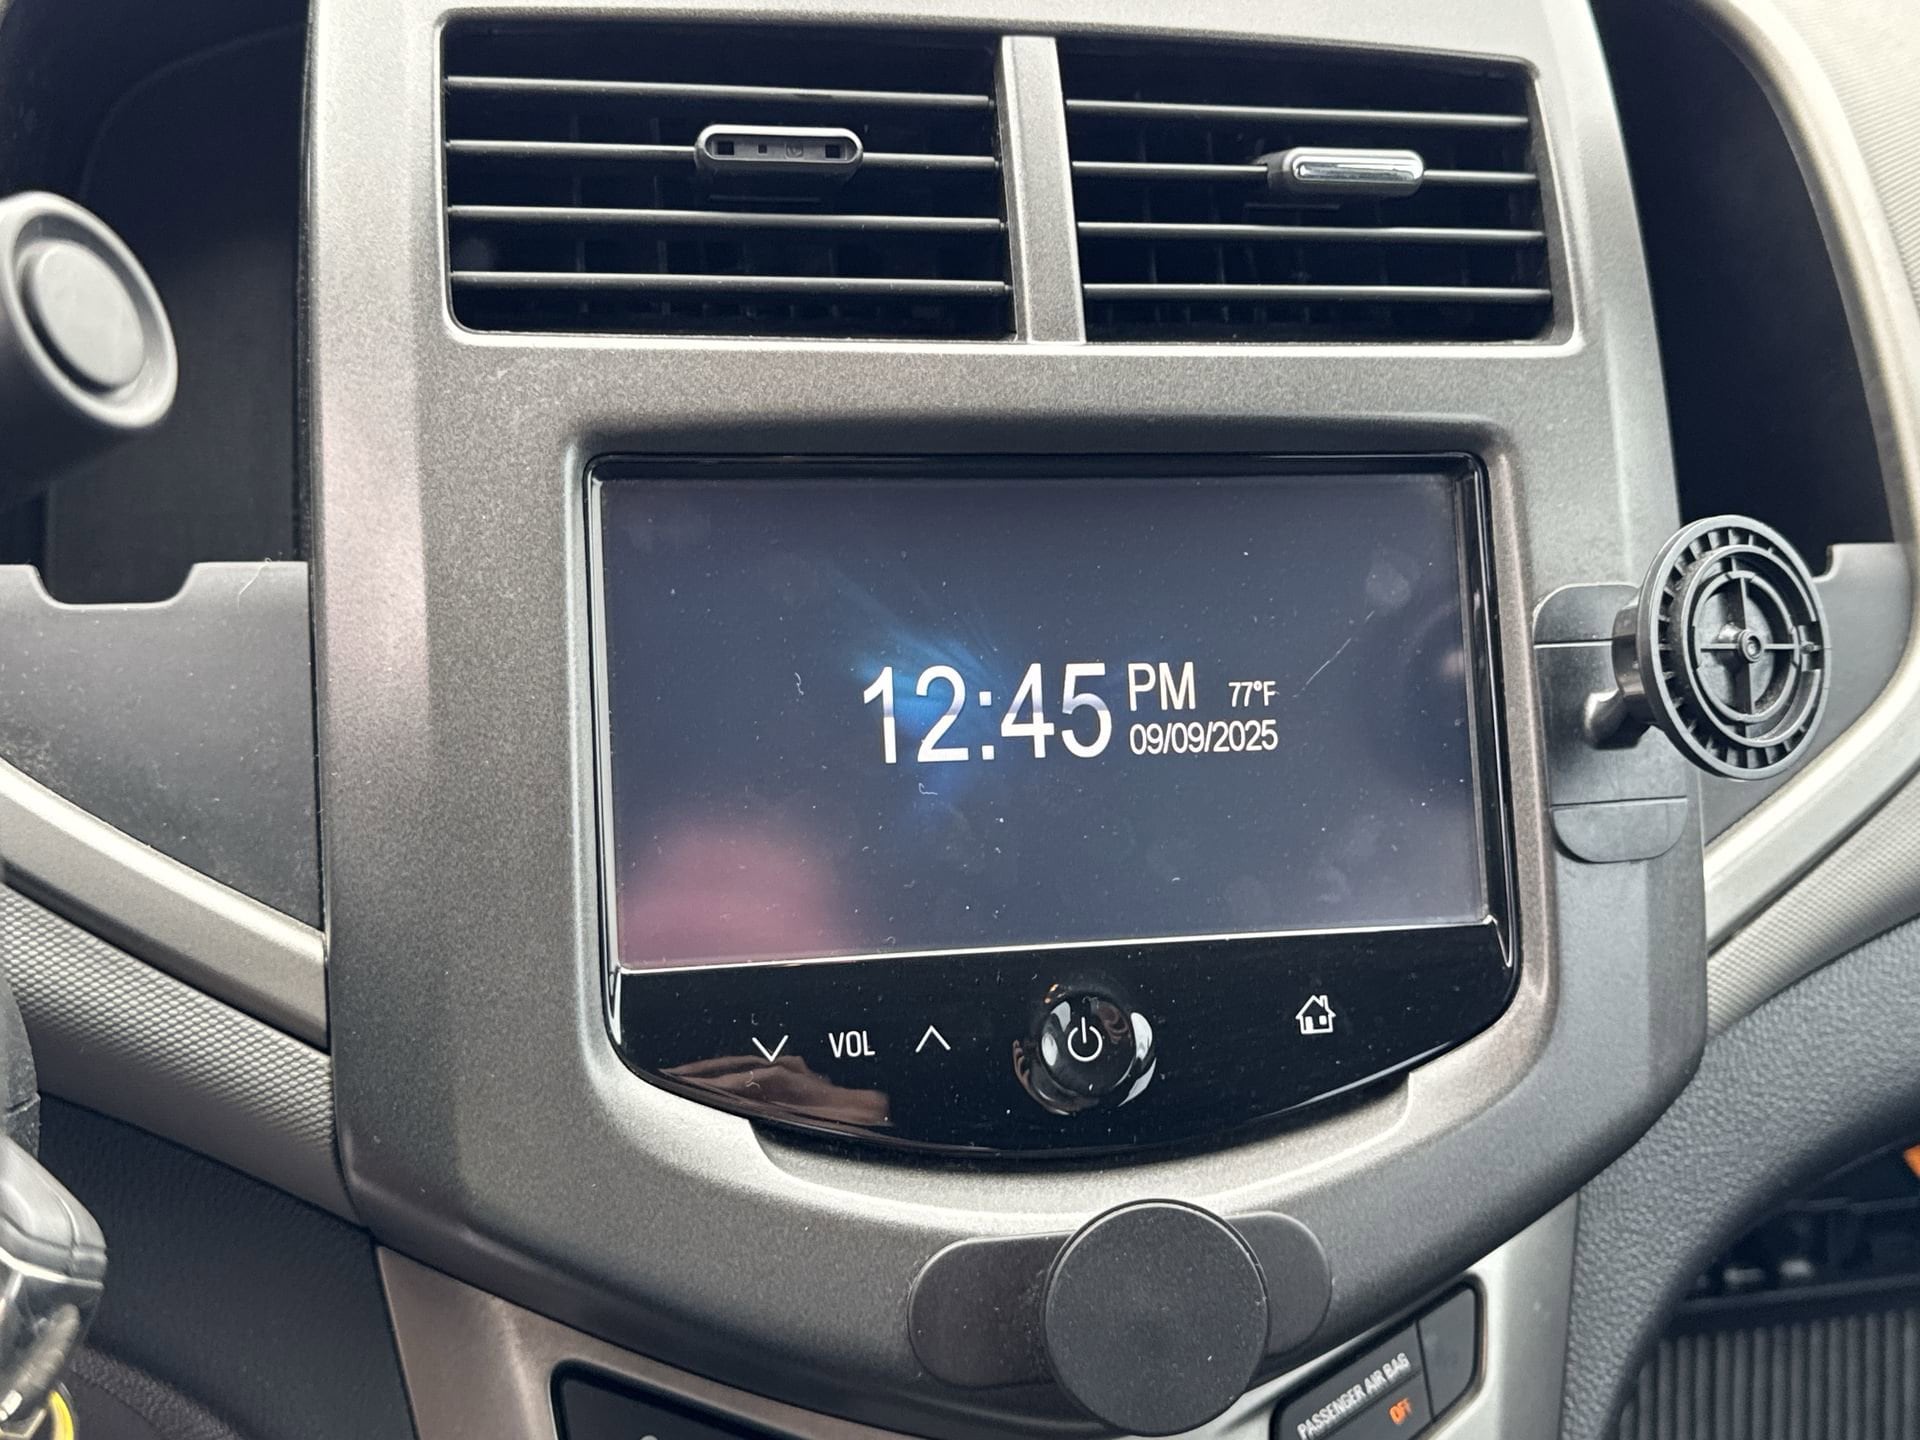 12:45 PM 77°F
09/09/2025
VOL
PASSENGER AIR BAG
OFF